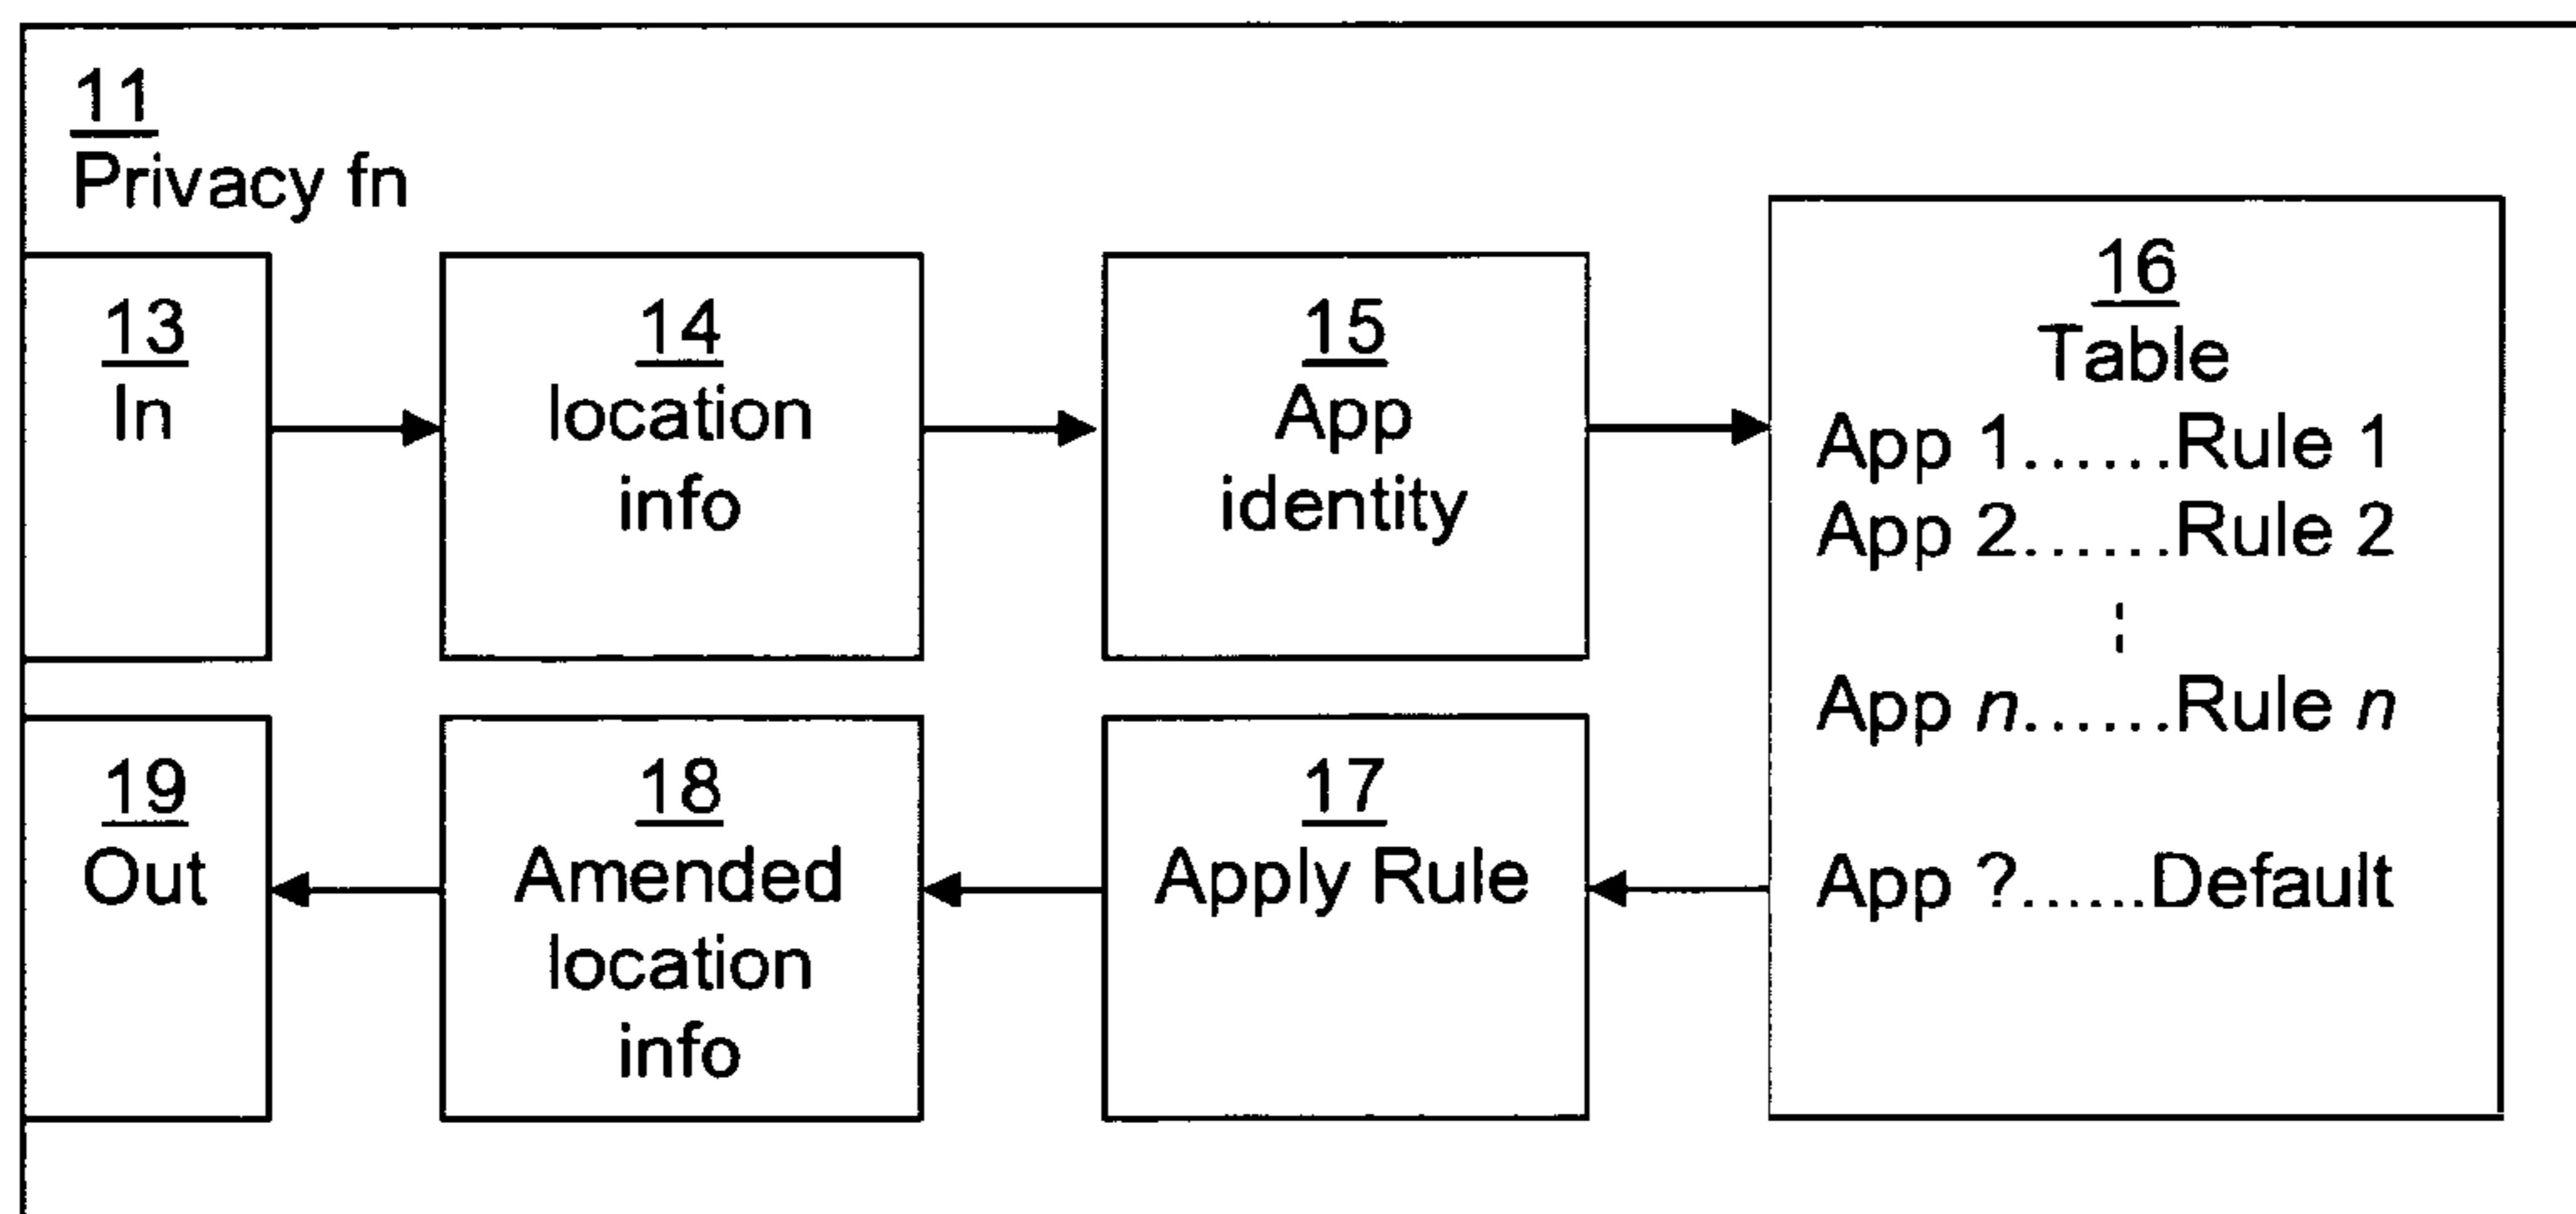 11
Privacy fn
13
In
14
location
info
15
App
identity
16
Table
App 1......Rule 1
App 2......Rule 2
App n......Rule n
App ?......Default
17
Apply Rule
18
Amended
location
info
19
Out